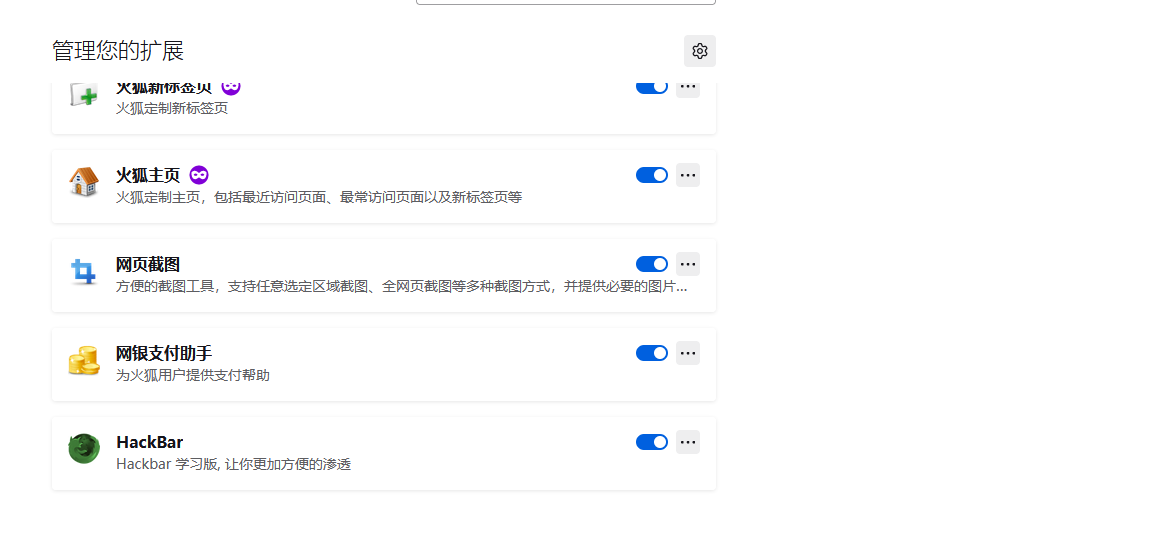 管理您的扩展
火狐新标签页
火狐定制新标签页
火狐主页
火狐定制主页，包括最近访问页面、最常访问页面以及新标签页等
网页截图
方便的截图工具，支持任意选定区域截图、全网页截图等多种截图方式，并提供必要的图片...
网银支付助手
为火狐用户提供支付帮助
HackBar
Hackbar 学习版, 让你更加方便的渗透